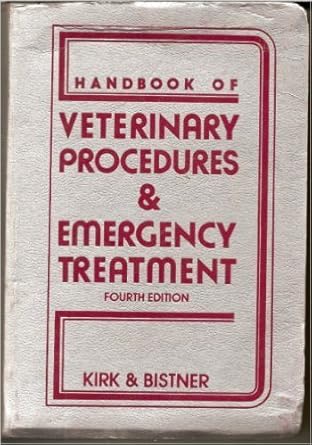 HANDBOOK OF
VETERINARY
PROCEDURES
&
EMERGENCY
TREATMENT
FOURTH EDITION
KIRK & BISTNER